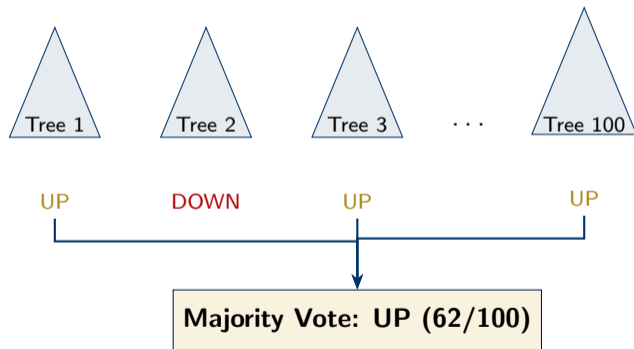 Tree 1 Tree 2 Tree 3 ... Tree 100
UP DOWN UP UP
Majority Vote: UP (62/100)